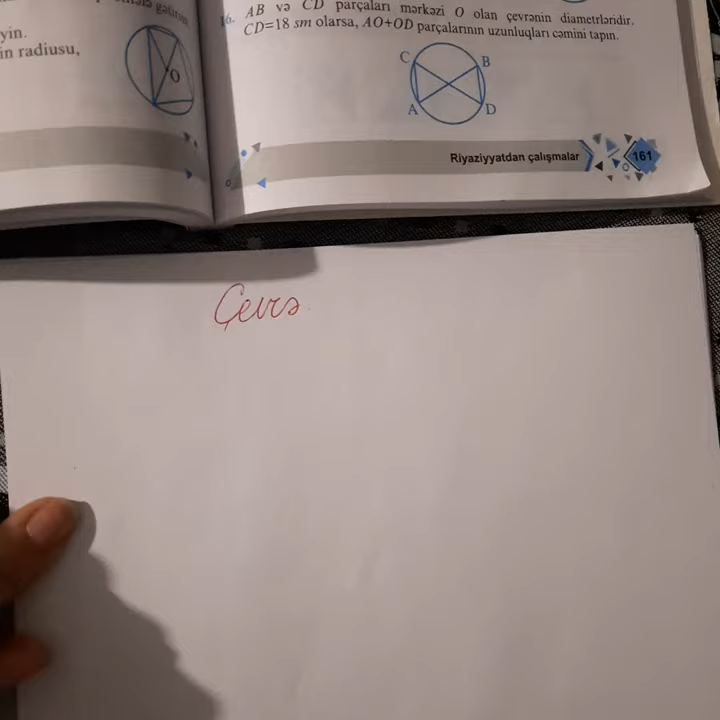 yin.
in radiusu,
O
16. AB və CD parçaları mərkəzi O olan çevrənin diametrləridir.
CD=18 sm olarsa, AO+OD parçalarının uzunluqları cəmini tapın.
C
B
A
D
Riyaziyyatdan çalışmalar
161
Çevrə